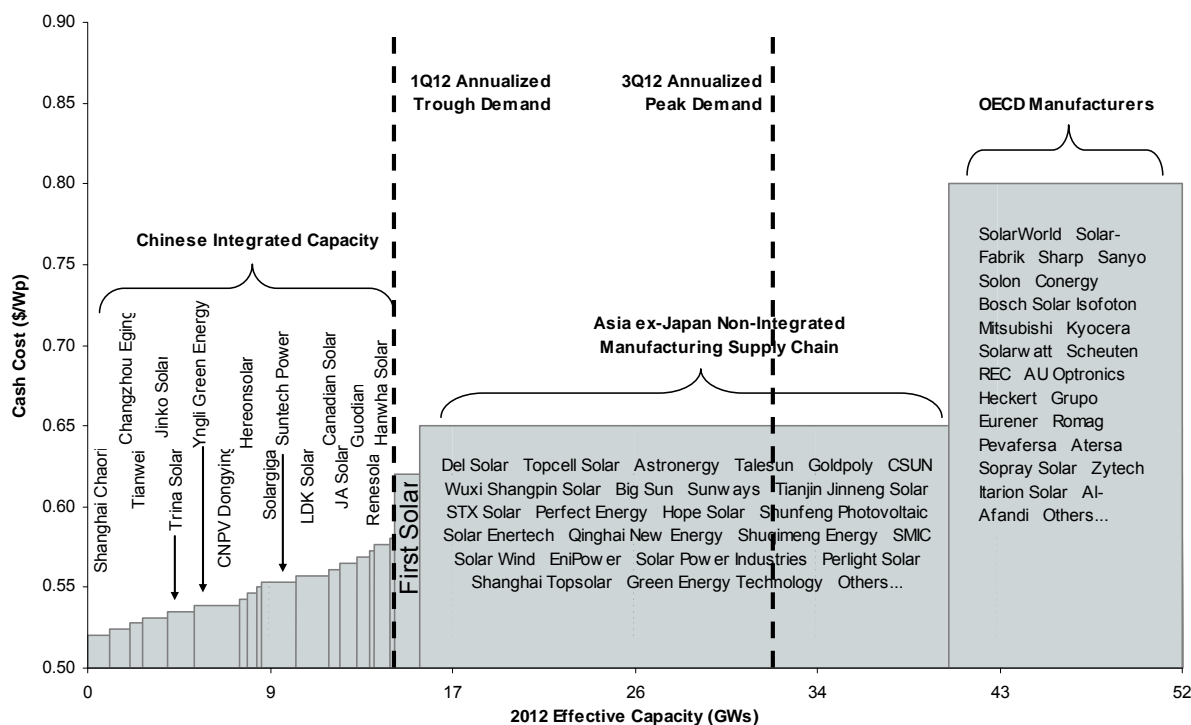 0.90
0.85
0.80
0.75
0.70
0.65
0.60
0.55
0.50
Cash Cost ($/Wp)
1Q12 Annualized
Trough Demand
3Q12 Annualized
Peak Demand
OECD Manufacturers
Chinese Integrated Capacity
Asia ex-Japan Non-Integrated
Manufacturing Supply Chain
Shanghai Chaori
Changzhou Eging
Tianwei
Jinko Solar
Trina Solar
Yngli Green Energy
CNPV Dongying
Hereonsolar
Solargiga
Suntech Power
LDK Solar
Canadian Solar
JA Solar
Guodian
Renesola
Hanwha Solar
First Solar
Del Solar Topcell Solar Astronergy Talesun Goldpoly CSUN
Wuxi Shangpin Solar Big Sun Sunways Tianjin Jinneng Solar
STX Solar Perfect Energy Hope Solar Shunfeng Photovoltaic
Solar Enertech Qinghai New Energy Shuqimeng Energy SMIC
Solar Wind EniPower Solar Power Industries Perlight Solar
Shanghai Topsolar Green Energy Technology Others...
SolarWorld Solar-
Fabrik Sharp Sanyo
Solon Conergy
Bosch Solar Isofoton
Mitsubishi Kyocera
Solarwatt Scheuten
REC AU Optronics
Heckert Grupo
Eurener Romag
Pevafersa Atersa
Sopray Solar Zytech
Itarion Solar Al-
Afandi Others...
0 9 17 26 34 43 52
2012 Effective Capacity (GWs)